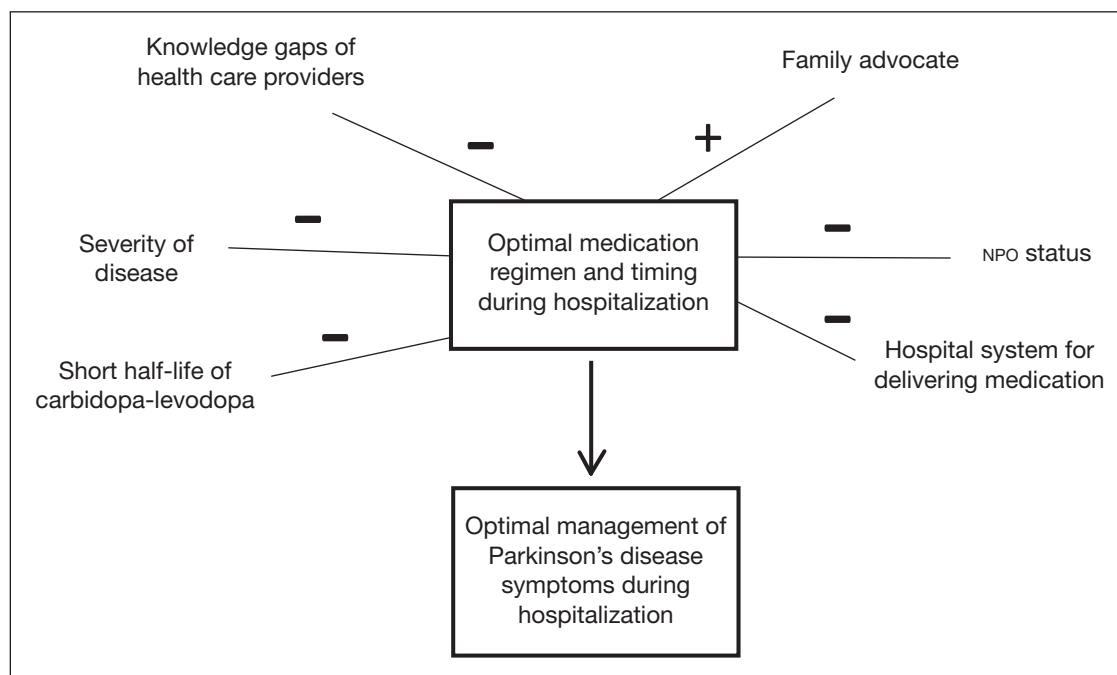 Knowledge gaps of
health care providers
Family advocate
–
+
Severity of
disease
–
Optimal medication
regimen and timing
during hospitalization
–
NPO status
Short half-life of
carbidopa-levodopa
–
–
Hospital system for
delivering medication
Optimal management of
Parkinson’s disease
symptoms during
hospitalization